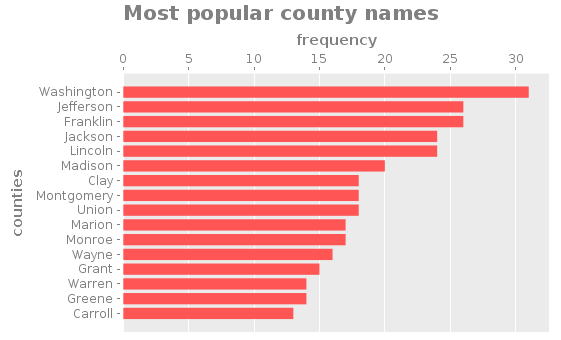 Most popular county names
frequency
0 5 10 15 20 25 30
Washington
Jefferson
Franklin
Jackson
Lincoln
Madison
Clay
Montgomery
Union
Marion
Monroe
Wayne
Grant
Warren
Greene
Carroll
counties